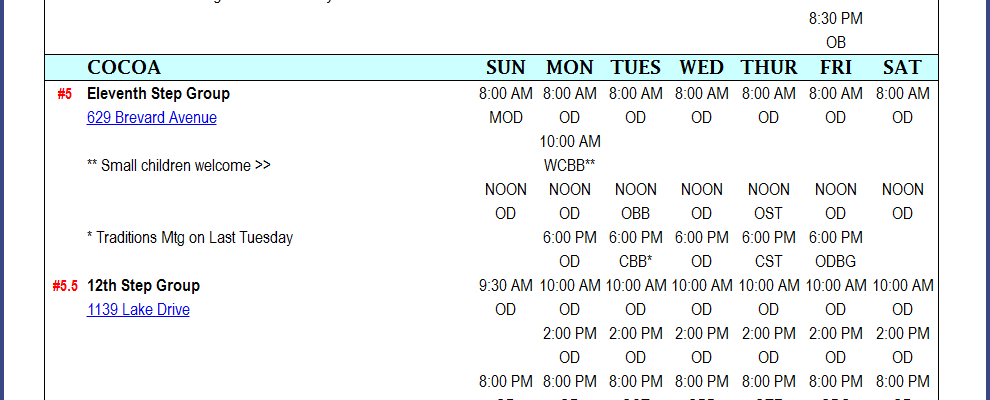 8:30 PM
OB
COCOA SUN MON TUES WED THUR FRI SAT
#5 Eleventh Step Group 8:00 AM 8:00 AM 8:00 AM 8:00 AM 8:00 AM 8:00 AM 8:00 AM
629 Brevard Avenue MOD OD OD OD OD OD OD
10:00 AM
** Small children welcome >> WCBB**
NOON NOON NOON NOON NOON NOON NOON
OD OD OBB OD OST OD OD
* Traditions Mtg on Last Tuesday 6:00 PM 6:00 PM 6:00 PM 6:00 PM 6:00 PM
OD CBB* OD CST ODBG
#5.5 12th Step Group 9:30 AM 10:00 AM 10:00 AM 10:00 AM 10:00 AM 10:00 AM 10:00 AM
1139 Lake Drive OD OD OD OD OD OD OD
2:00 PM 2:00 PM 2:00 PM 2:00 PM 2:00 PM 2:00 PM
OD OD OD OD OD OD
8:00 PM 8:00 PM 8:00 PM 8:00 PM 8:00 PM 8:00 PM 8:00 PM